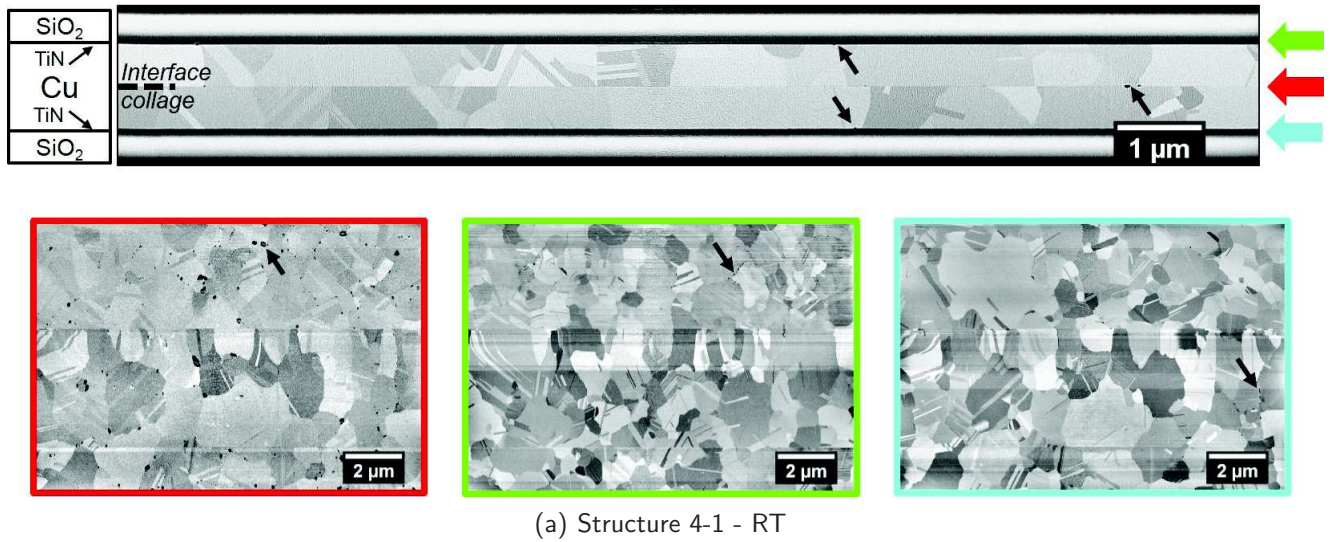 SiO₂
TiN
Cu
TiN
SiO₂
Interface
collage
1 µm
2 µm
2 µm
2 µm
(a) Structure 4-1 - RT